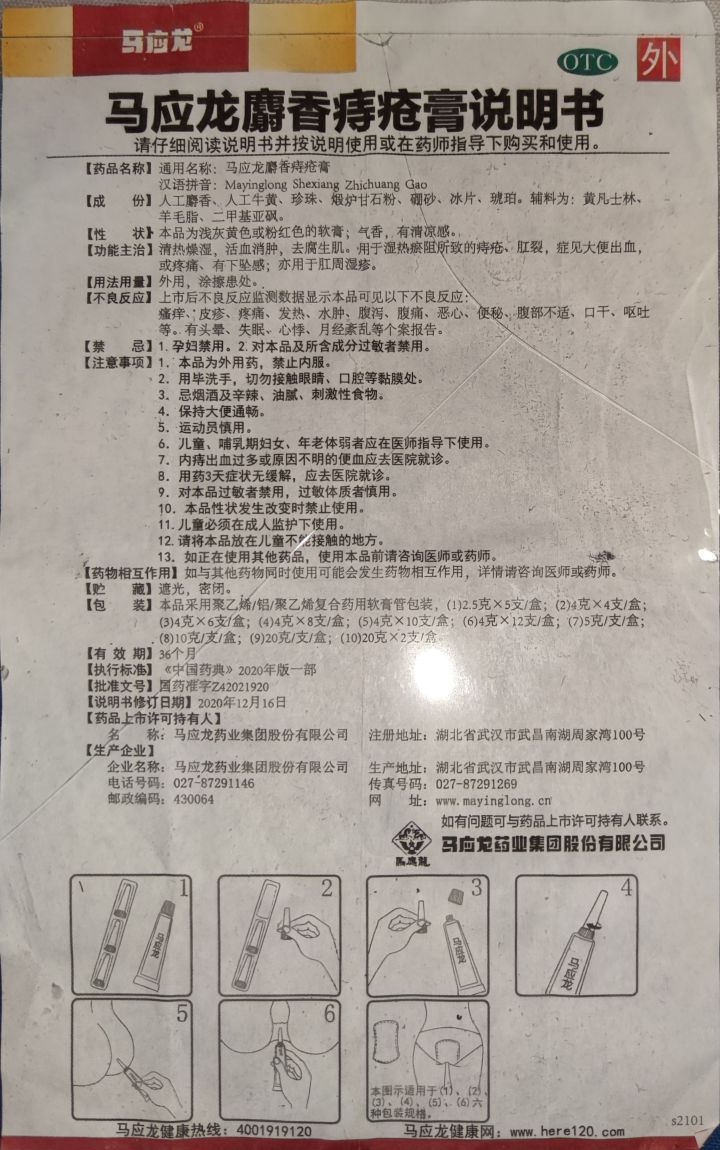 马应龙®
OTC 外
马应龙麝香痔疮膏说明书
请仔细阅读说明书并按说明使用或在药师指导下购买和使用。
【药品名称】通用名称：马应龙麝香痔疮膏
汉语拼音：Mayinglong Shexiang Zhichuang Gao
【成 份】人工麝香、人工牛黄、珍珠、煅炉甘石粉、硼砂、冰片、琥珀。辅料为：黄凡士林、
羊毛脂、二甲基亚砜。
【性 状】本品为浅灰黄色或粉红色的软膏；气香，有清凉感。
【功能主治】清热燥湿，活血消肿，去腐生肌。用于湿热瘀阻所致的痔疮、肛裂，症见大便出血，
或疼痛、有下坠感；亦用于肛周湿疹。
【用法用量】外用，涂擦患处。
【不良反应】上市后不良反应监测数据显示本品可见以下不良反应：
瘙痒、皮疹、疼痛、发热、水肿、腹泻、腹痛、恶心、便秘、腹部不适、口干、呕吐
等。有头晕、失眠、心悸、月经紊乱等个案报告。
【禁 忌】1.孕妇禁用。2.对本品及所含成分过敏者禁用。
【注意事项】1. 本品为外用药，禁止内服。
2. 用毕洗手，切勿接触眼睛、口腔等黏膜处。
3. 忌烟酒及辛辣、油腻、刺激性食物。
4. 保持大便通畅。
5. 运动员慎用。
6. 儿童、哺乳期妇女、年老体弱者应在医师指导下使用。
7. 内痔出血过多或原因不明的便血应去医院就诊。
8. 用药3天症状无缓解，应去医院就诊。
9. 对本品过敏者禁用，过敏体质者慎用。
10. 本品性状发生改变时禁止使用。
11. 儿童必须在成人监护下使用。
12. 请将本品放在儿童不能接触的地方。
13. 如正在使用其他药品，使用本品前请咨询医师或药师。
【药物相互作用】如与其他药物同时使用可能会发生药物相互作用，详情请咨询医师或药师。
【贮 藏】遮光，密闭。
【包 装】本品采用聚乙烯/铝/聚乙烯复合药用软膏管包装，(1)2.5克×5支/盒；(2)4克×4支/盒；
(3)4克×6支/盒；(4)4克×8支/盒；(5)4克×10支/盒；(6)4克×12支/盒；(7)5克/支/盒；
(8)10克/支/盒；(9)20克/支/盒；(10)20克×2支/盒
【有 效 期】36个月
【执行标准】《中国药典》2020年版一部
【批准文号】国药准字Z42021920
【说明书修订日期】2020年12月16日
【药品上市许可持有人】
名 称：马应龙药业集团股份有限公司 注册地址：湖北省武汉市武昌南湖周家湾100号
【生产企业】
企业名称：马应龙药业集团股份有限公司 生产地址：湖北省武汉市武昌南湖周家湾100号
电话号码：027-87291146 传真号码：027-87291269
邮政编码：430064 网 址：www.mayinglong.cn
如有问题可与药品上市许可持有人联系。
馬應龍 马应龙药业集团股份有限公司
1 马应龙
2
3 马应龙
4 马应龙
5
6
本图示适用于(1)、(2)、
(3)、(4)、(5)、(6)六
种包装规格。
s2101
马应龙健康热线：4001919120 马应龙健康网：www.here120.com